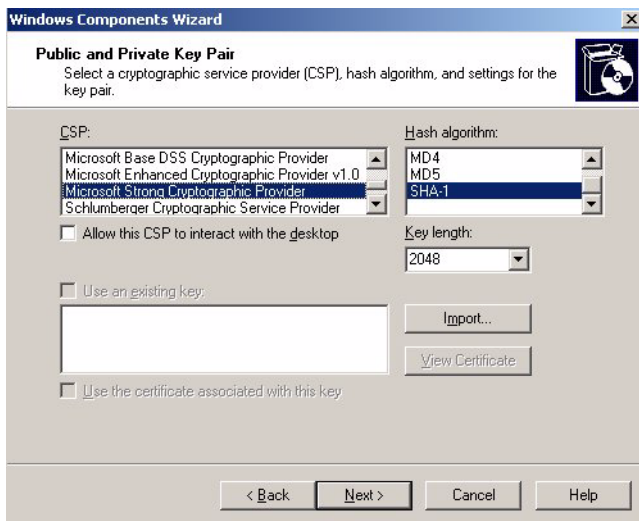 Windows Components Wizard
Public and Private Key Pair
Select a cryptographic service provider (CSP), hash algorithm, and settings for the
key pair.
CSP:
Microsoft Base DSS Cryptographic Provider
Microsoft Enhanced Cryptographic Provider v1.0
Microsoft Strong Cryptographic Provider
Schlumberger Cryptographic Service Provider
Allow this CSP to interact with the desktop
Hash algorithm:
MD4
MD5
SHA-1
Key length:
2048
Use an existing key:
Import...
View Certificate
Use the certificate associated with this key
< Back
Next >
Cancel
Help